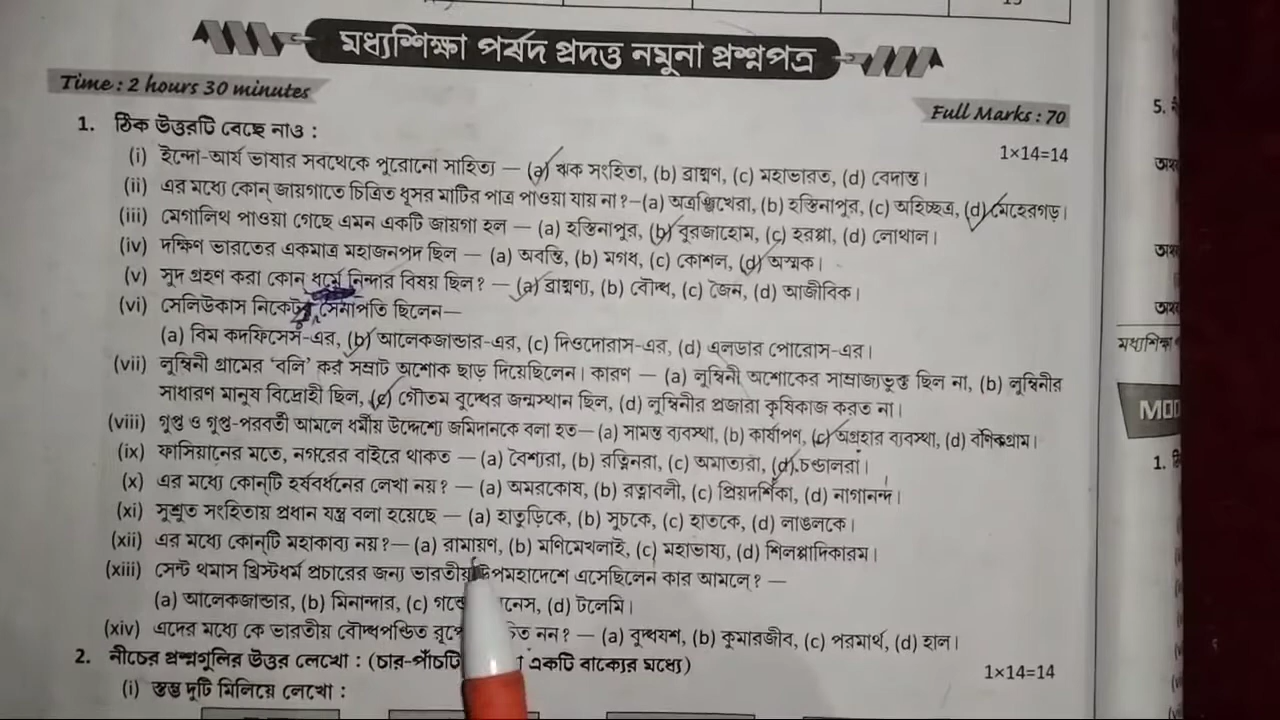 মধ্যশিক্ষা পর্ষদ প্রদত্ত নমুনা প্রশ্নপত্র
Time : 2 hours 30 minutes
Full Marks : 70
1. ঠিক উত্তরটি বেছে নাও :
1×14=14
(i) ইন্দো-আর্য ভাষার সবথেকে পুরোনো সাহিত্য — (a) ঋক সংহিতা, (b) ব্রাহ্মণ, (c) মহাভারত, (d) বেদান্ত।
(ii) এর মধ্যে কোন্ জায়গাতে চিত্রিত ধূসর মাটির পাত্র পাওয়া যায় না?—(a) অত্রঞ্জিখেরা, (b) হস্তিনাপুর, (c) অহিচ্ছত্র, (d) মেহেরগড়।
(iii) মেগালিথ পাওয়া গেছে এমন একটি জায়গা হল — (a) হস্তিনাপুর, (b) বুরজাহোম, (c) হরপ্পা, (d) লোথাল।
(iv) দক্ষিণ ভারতের একমাত্র মহাজনপদ ছিল — (a) অবন্তি, (b) মগধ, (c) কোশল, (d) অস্মক।
(v) সুদ গ্রহণ করা কোন্ ধর্মে নিন্দার বিষয় ছিল? — (a) ব্রাহ্মণ্য, (b) বৌদ্ধ, (c) জৈন, (d) আজীবিক।
(vi) সেলিউকাস সেনাপতি ছিলেন—
(a) বিম কদফিসেস-এর, (b) আলেকজান্ডার-এর, (c) দিওদোরাস-এর, (d) এলডার পোরোস-এর।
(vii) লুম্বিনী গ্রামের ‘বলি’ কর সম্রাট অশোক ছাড় দিয়েছিলেন। কারণ — (a) লুম্বিনী অশোকের সাম্রাজ্যভুক্ত ছিল না, (b) লুম্বিনীর
সাধারণ মানুষ বিদ্রোহী ছিল, (c) গৌতম বুদ্ধের জন্মস্থান ছিল, (d) লুম্বিনীর প্রজারা কৃষিকাজ করত না।
(viii) গুপ্ত ও গুপ্ত-পরবর্তী আমলে ধর্মীয় উদ্দেশ্যে জমিদানকে বলা হত— (a) সামন্ত ব্যবস্থা, (b) কার্যাপণ, (c) অগ্রহার ব্যবস্থা, (d) বণিকগ্রাম।
(ix) ফাসিয়ানের মতে, নগরের বাইরে থাকত — (a) বৈশ্যরা, (b) রত্নিনরা, (c) অমাত্যরা, (d) চন্ডালরা।
(x) এর মধ্যে কোন্‌টি হর্ষবর্ধনের লেখা নয়? — (a) অমরকোষ, (b) রত্নাবলী, (c) প্রিয়দর্শিকা, (d) নাগানন্দ।
(xi) সুশ্রুত সংহিতায় প্রধান যন্ত্র বলা হয়েছে — (a) হাতুড়িকে, (b) সুচকে, (c) হাতকে, (d) লাঙলকে।
(xii) এর মধ্যে কোন্‌টি মহাকাব্য নয়?— (a) রামায়ণ, (b) মণিমেখলাই, (c) মহাভাষ্য, (d) শিলপ্পাদিকারম।
(xiii) সেন্ট থমাস খ্রিস্টধর্ম প্রচারের জন্য ভারতীয় উপমহাদেশে এসেছিলেন কার আমলে? —
(a) আলেকজান্ডার, (b) মিনান্দার, (c) (d) টলেমি।
(xiv) এদের মধ্যে কে ভারতীয় বৌদ্ধপণ্ডিত নন? — (a) বুদ্ধযশ, (b) কুমারজীব, (c) পরমার্থ, (d) হাল।
2. নীচের প্রশ্নগুলির উত্তর লেখো : একটি বাক্যের মধ্যে)
1×14=14
(i) স্তম্ভ দুটি মিলিয়ে লেখো :
5.
MOD
1.